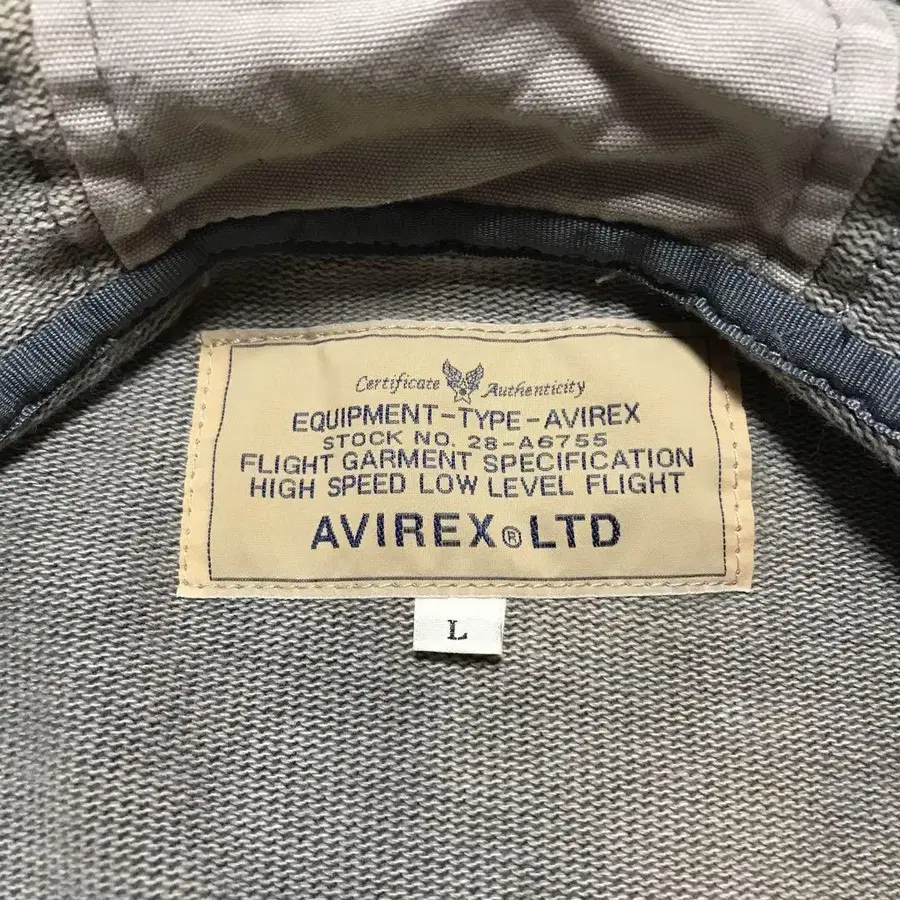 Certificate Authenticity
EQUIPMENT-TYPE-AVIREX
STOCK NO. 28-A6755
FLIGHT GARMENT SPECIFICATION
HIGH SPEED LOW LEVEL FLIGHT
AVIREX® LTD
L